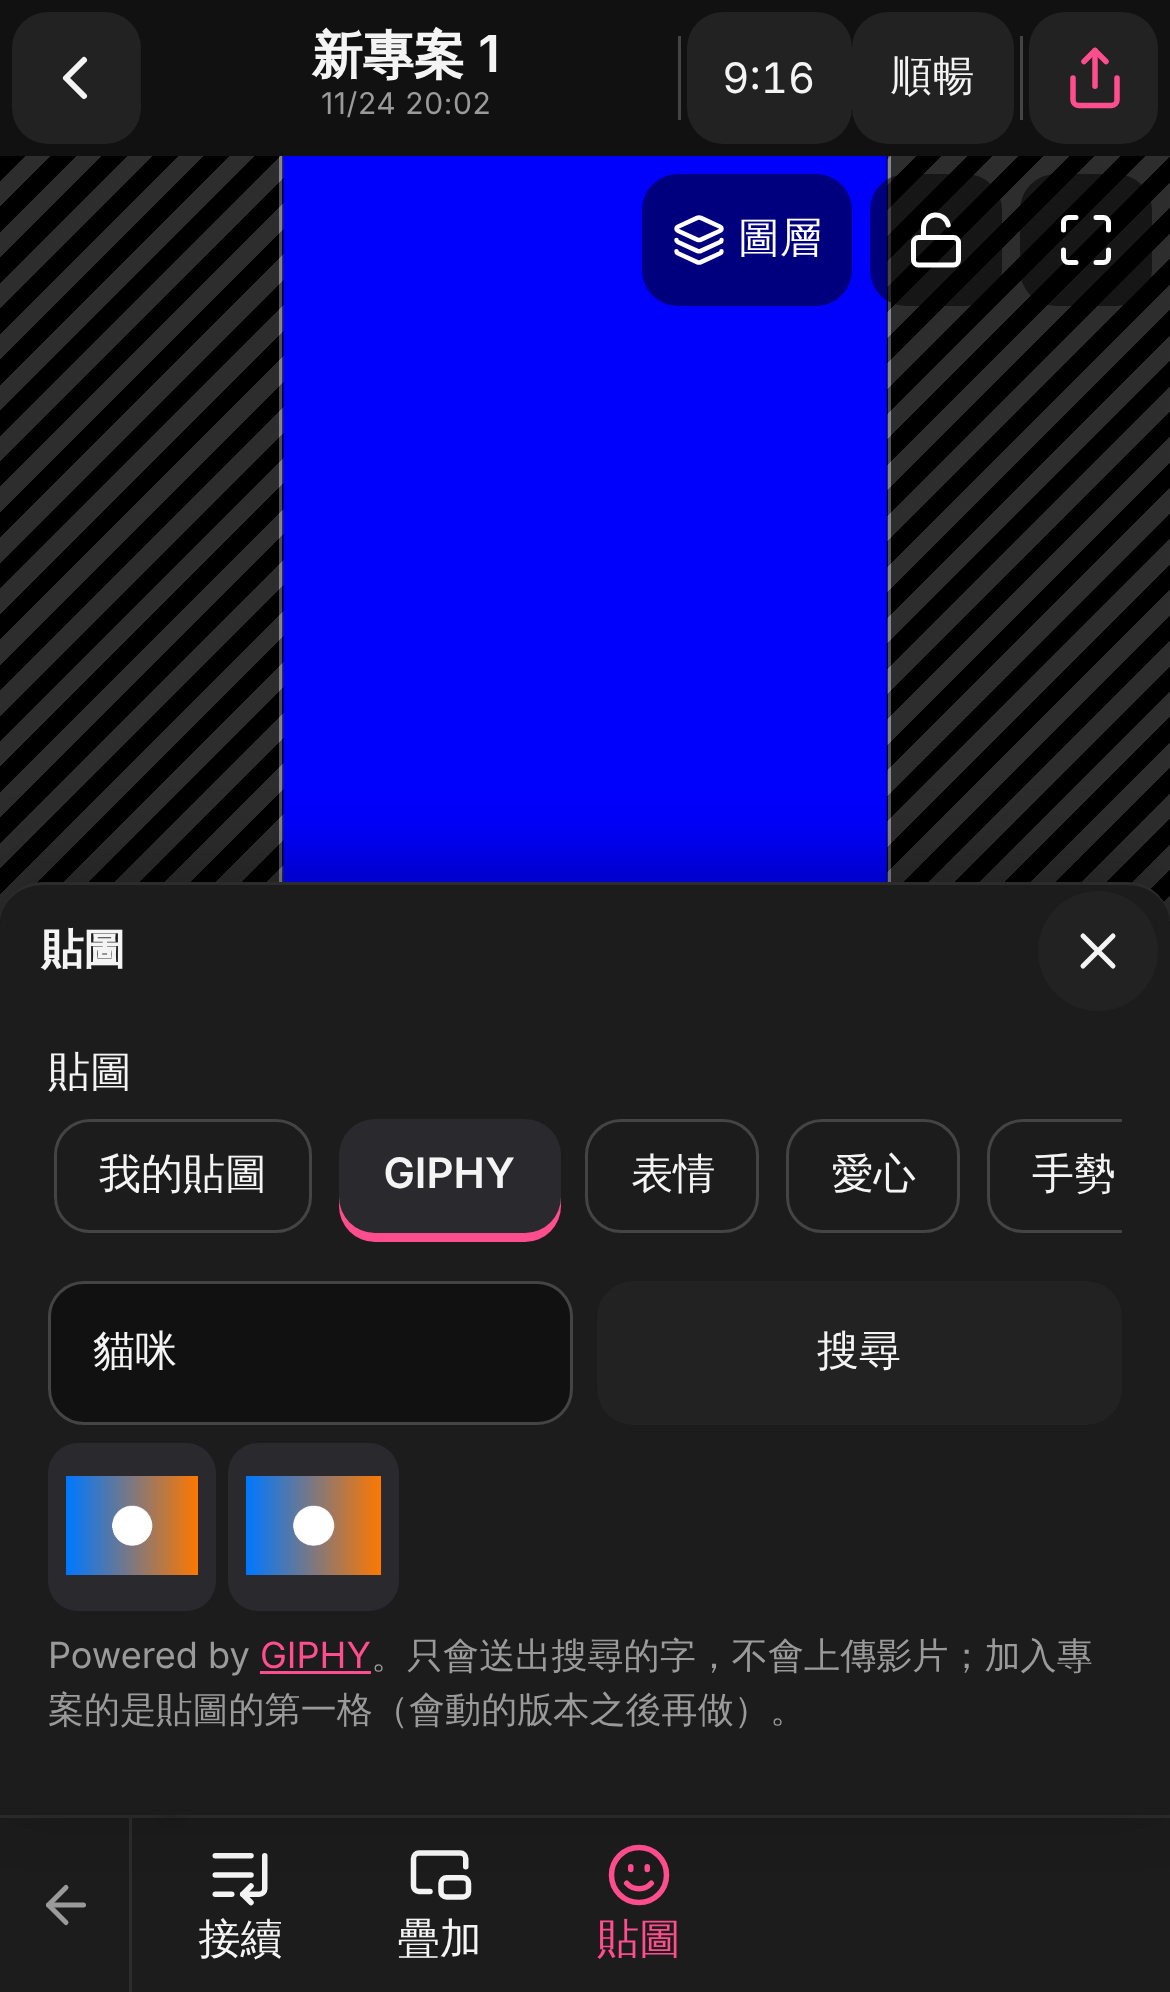 新專案 1
11/24 20:02
9:16
順暢
圖層
貼圖
貼圖
我的貼圖
GIPHY
表情
愛心
手勢
貓咪
搜尋
Powered by GIPHY。只會送出搜尋的字，不會上傳影片；加入專
案的是貼圖的第一格（會動的版本之後再做）。
接續
疊加
貼圖